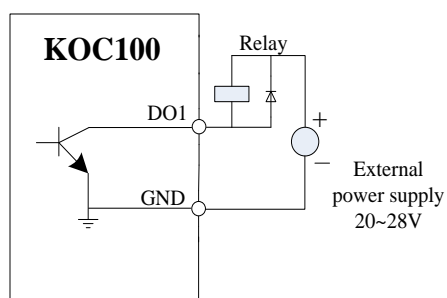 KOC100
Relay
DO1
+
−
GND
External
power supply
20~28V